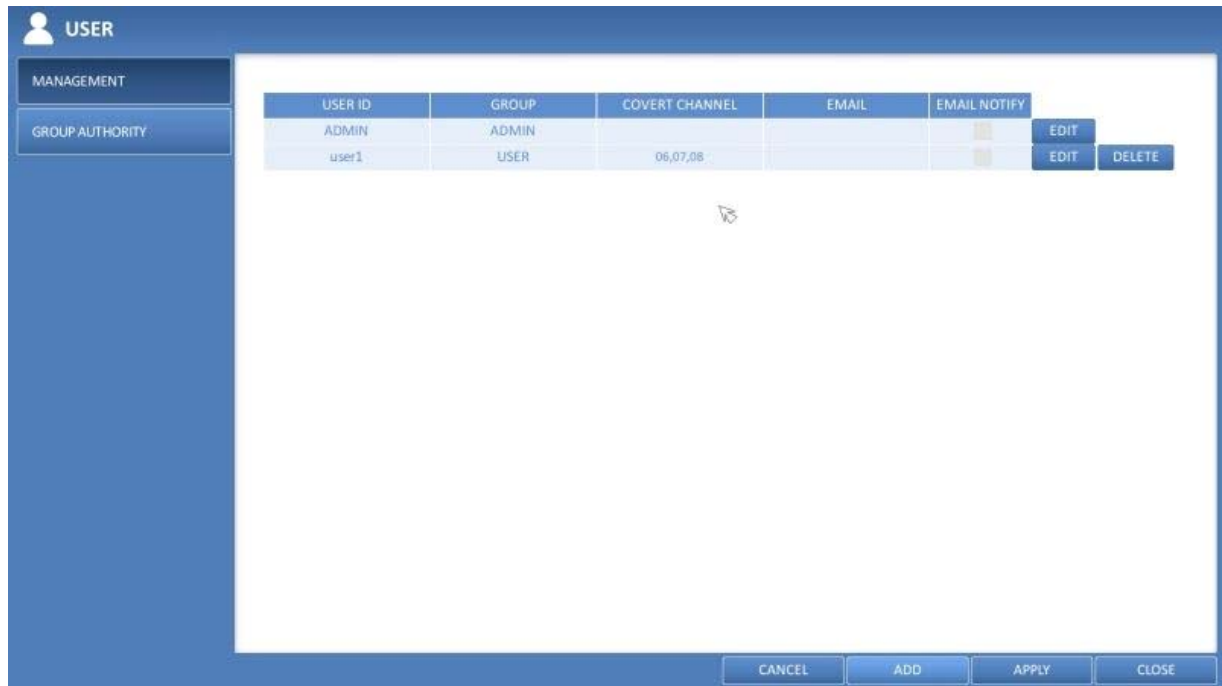 USER
MANAGEMENT
GROUP AUTHORITY
USER ID GROUP COVERT CHANNEL EMAIL EMAIL NOTIFY
ADMIN ADMIN EDIT
user1 USER 06,07,08 EDIT DELETE
CANCEL ADD APPLY CLOSE